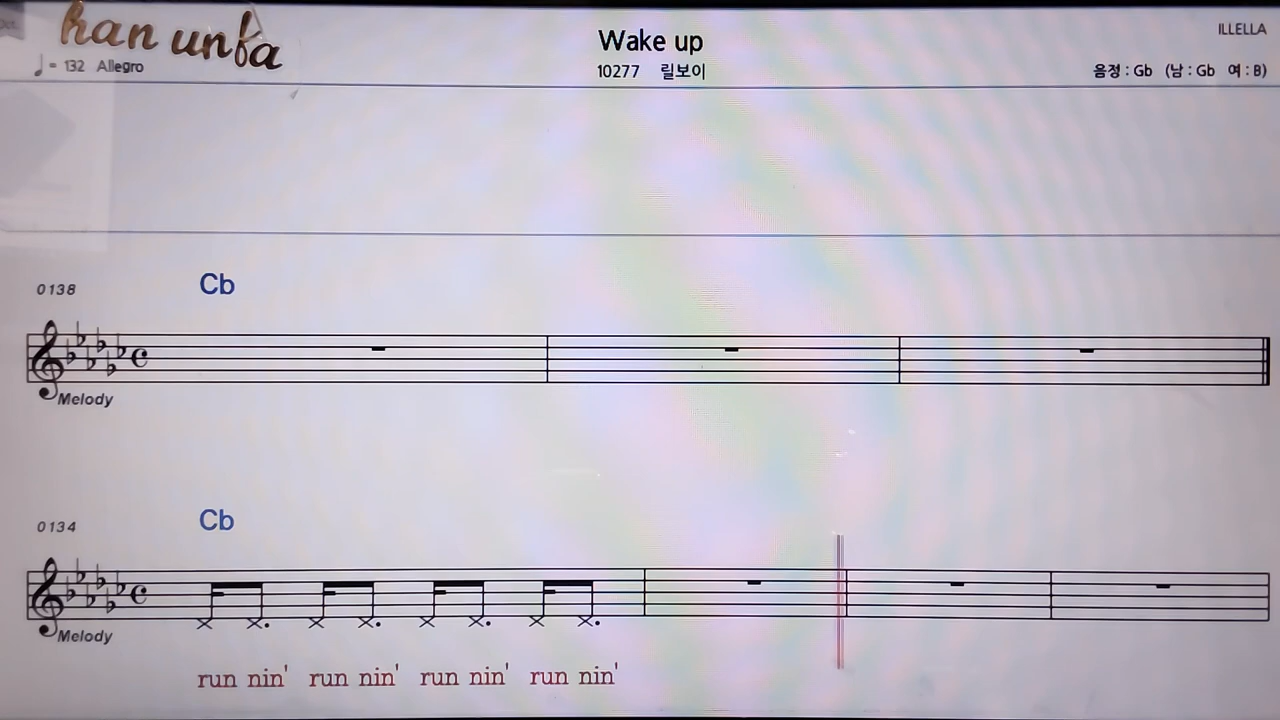 han unfa
ILLELLA
Wake up
♩= 132 Allegro
10277 릴보이
음정 : Gb (남 : Gb 여 : B)
0138
Cb
Melody
0134
Cb
Melody
run nin' run nin' run nin' run nin'